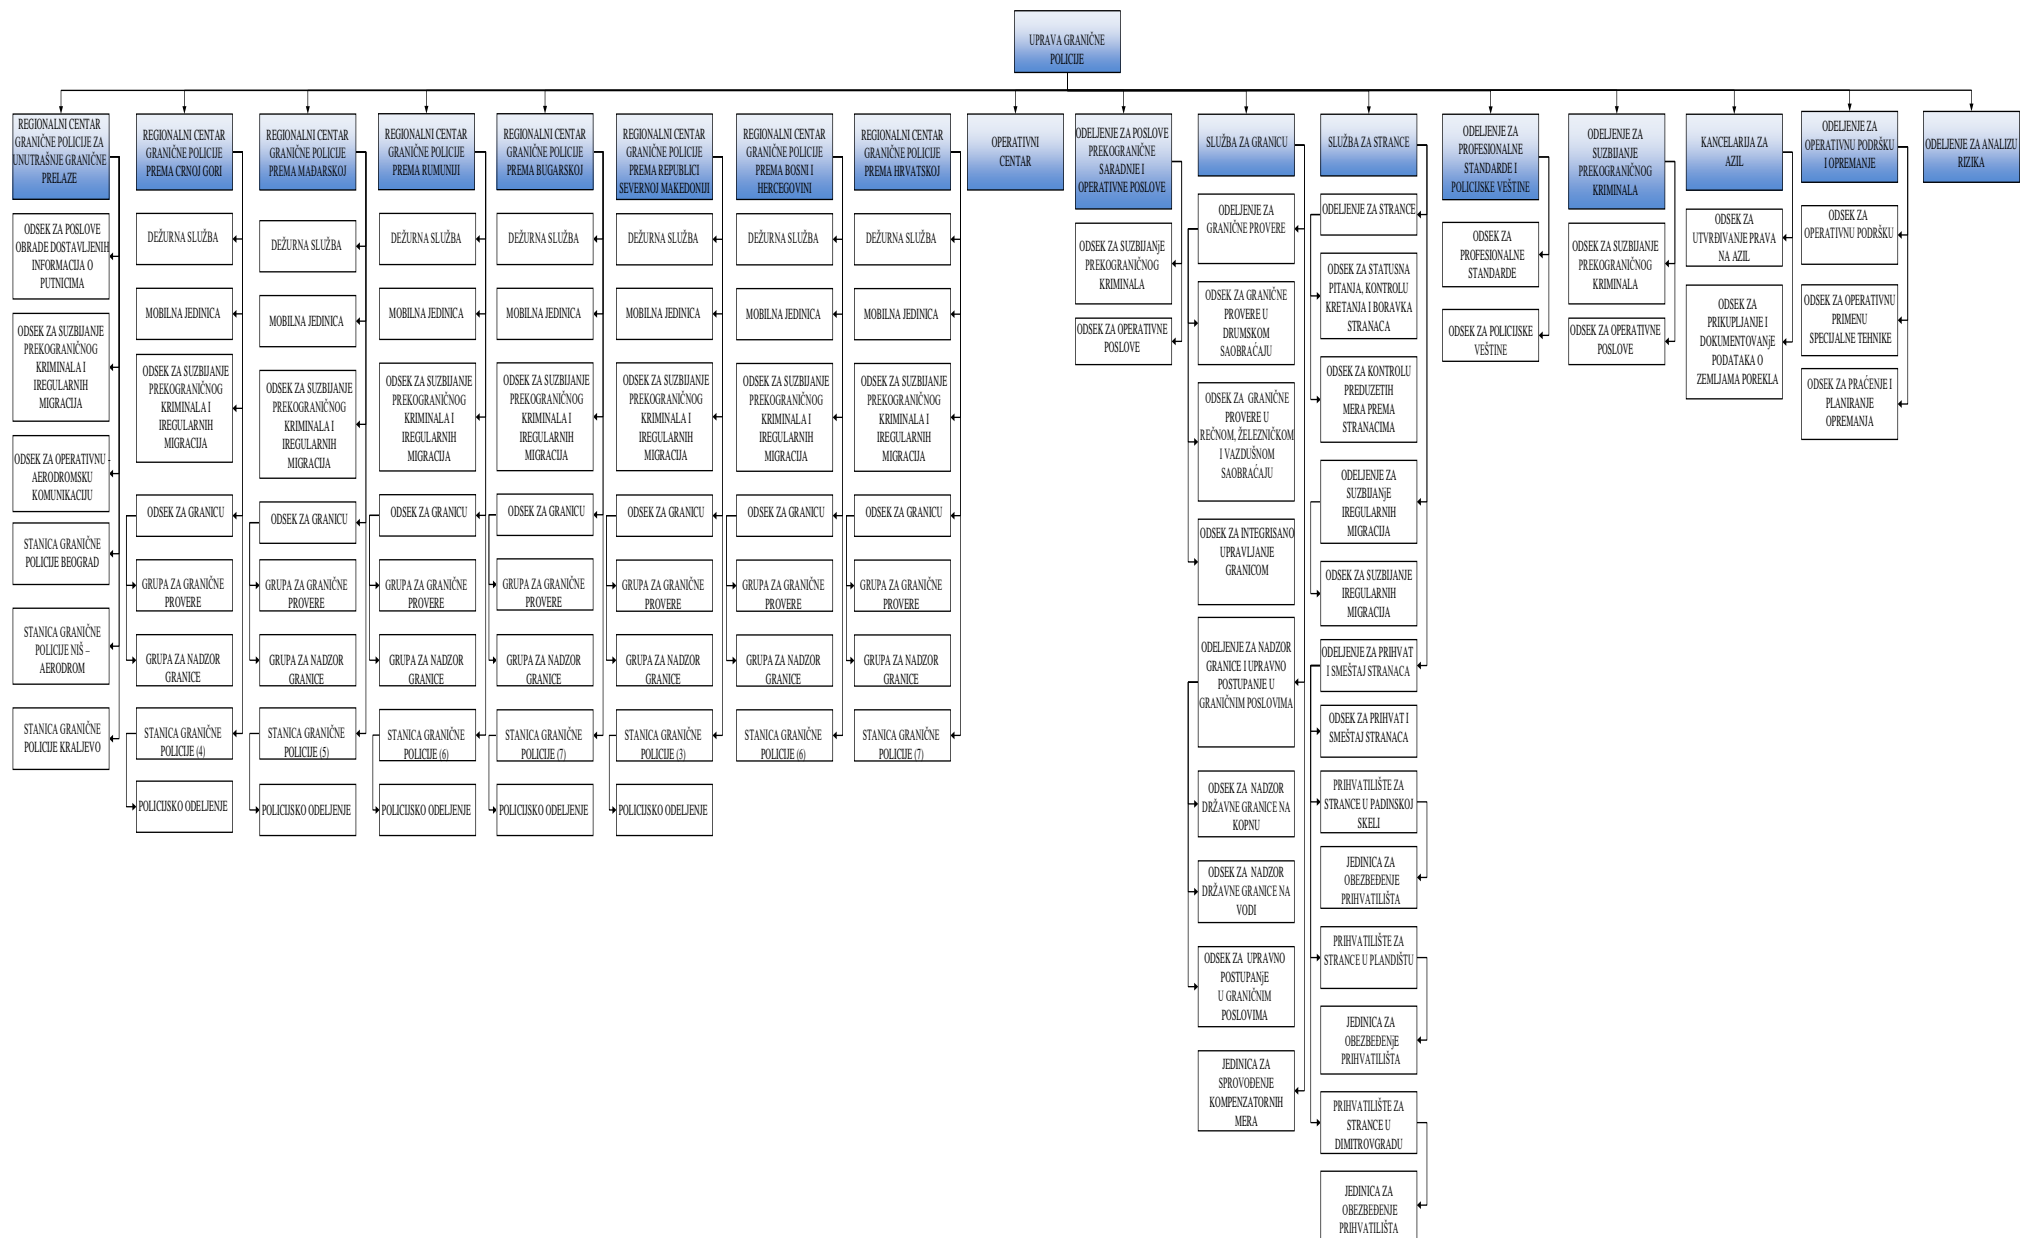 UPRAVA GRANIČNE
POLICIJE
REGIONALNI CENTAR
GRANIČNE POLICIJE ZA
UNUTRAŠNJE GRANIČNE
PRELAZE
ODSEK ZA POSLOVE
OBRADE DOSTAVLJENIH
INFORMACIJA O
PUTNICIMA
ODSEK ZA SUZBIJANJE
PREKOGRANIČNOG
KRIMINALA I
IREGULARNIH
MIGRACIJA
ODSEK ZA OPERATIVNU -
AERODROMSKU
KOMUNIKACIJU
STANICA GRANIČNE
POLICIJE BEOGRAD
STANICA GRANIČNE
POLICIJE NIŠ –
AERODROM
STANICA GRANIČNE
POLICIJE KRALJEVO
REGIONALNI CENTAR
GRANIČNE POLICIJE
PREMA CRNOJ GORI
DEŽURNA SLUŽBA
MOBILNA JEDINICA
ODSEK ZA SUZBIJANJE
PREKOGRANIČNOG
KRIMINALA I
IREGULARNIH
MIGRACIJA
ODSEK ZA GRANICU
GRUPA ZA GRANIČNE
PROVERE
GRUPA ZA NADZOR
GRANICE
STANICA GRANIČNE
POLICIJE (4)
POLICIJSKO ODELJENJE
REGIONALNI CENTAR
GRANIČNE POLICIJE
PREMA MAĐARSKOJ
DEŽURNA SLUŽBA
MOBILNA JEDINICA
ODSEK ZA SUZBIJANJE
PREKOGRANIČNOG
KRIMINALA I
IREGULARNIH
MIGRACIJA
ODSEK ZA GRANICU
GRUPA ZA GRANIČNE
PROVERE
GRUPA ZA NADZOR
GRANICE
STANICA GRANIČNE
POLICIJE (5)
POLICIJSKO ODELJENJE
REGIONALNI CENTAR
GRANIČNE POLICIJE
PREMA RUMUNIJI
DEŽURNA SLUŽBA
MOBILNA JEDINICA
ODSEK ZA SUZBIJANJE
PREKOGRANIČNOG
KRIMINALA I
IREGULARNIH
MIGRACIJA
ODSEK ZA GRANICU
GRUPA ZA GRANIČNE
PROVERE
GRUPA ZA NADZOR
GRANICE
STANICA GRANIČNE
POLICIJE (6)
POLICIJSKO ODELJENJE
REGIONALNI CENTAR
GRANIČNE POLICIJE
PREMA BUGARSKOJ
DEŽURNA SLUŽBA
MOBILNA JEDINICA
ODSEK ZA SUZBIJANJE
PREKOGRANIČNOG
KRIMINALA I
IREGULARNIH
MIGRACIJA
ODSEK ZA GRANICU
GRUPA ZA GRANIČNE
PROVERE
GRUPA ZA NADZOR
GRANICE
STANICA GRANIČNE
POLICIJE (7)
POLICIJSKO ODELJENJE
REGIONALNI CENTAR
GRANIČNE POLICIJE
PREMA REPUBLICI
SEVERNOJ MAKEDONIJI
DEŽURNA SLUŽBA
MOBILNA JEDINICA
ODSEK ZA SUZBIJANJE
PREKOGRANIČNOG
KRIMINALA I
IREGULARNIH
MIGRACIJA
ODSEK ZA GRANICU
GRUPA ZA GRANIČNE
PROVERE
GRUPA ZA NADZOR
GRANICE
STANICA GRANIČNE
POLICIJE (3)
POLICIJSKO ODELJENJE
REGIONALNI CENTAR
GRANIČNE POLICIJE
PREMA BOSNI I
HERCEGOVINI
DEŽURNA SLUŽBA
MOBILNA JEDINICA
ODSEK ZA SUZBIJANJE
PREKOGRANIČNOG
KRIMINALA I
IREGULARNIH
MIGRACIJA
ODSEK ZA GRANICU
GRUPA ZA GRANIČNE
PROVERE
GRUPA ZA NADZOR
GRANICE
STANICA GRANIČNE
POLICIJE (6)
REGIONALNI CENTAR
GRANIČNE POLICIJE
PREMA HRVATSKOJ
DEŽURNA SLUŽBA
MOBILNA JEDINICA
ODSEK ZA SUZBIJANJE
PREKOGRANIČNOG
KRIMINALA I
IREGULARNIH
MIGRACIJA
ODSEK ZA GRANICU
GRUPA ZA GRANIČNE
PROVERE
GRUPA ZA NADZOR
GRANICE
STANICA GRANIČNE
POLICIJE (7)
OPERATIVNI
CENTAR
ODELJENJE ZA POSLOVE
PREKOGRANIČNE
SARADNJE I
OPERATIVNE POSLOVE
ODSEK ZA SUZBIJANjE
PREKOGRANIČNOG
KRIMINALA
ODSEK ZA OPERATIVNE
POSLOVE
SLUŽBA ZA GRANICU
ODELJENJE ZA
GRANIČNE PROVERE
ODSEK ZA GRANIČNE
PROVERE U
DRUMSKOM
SAOBRAĆAJU
ODSEK ZA GRANIČNE
PROVERE U
REČNOM, ŽELEZNIČKOM
I VAZDUŠNOM
SAOBRAĆAJU
ODSEK ZA INTEGRISANO
UPRAVLJANJE
GRANICOM
ODELJENJE ZA NADZOR
GRANICE I UPRAVNO
POSTUPANJE U
GRANIČNIM POSLOVIMA
ODSEK ZA NADZOR
DRŽAVNE GRANICE NA
KOPNU
ODSEK ZA NADZOR
DRŽAVNE GRANICE NA
VODI
ODSEK ZA UPRAVNO
POSTUPANjE
U GRANIČNIM
POSLOVIMA
JEDINICA ZA
SPROVOĐENJE
KOMPENZATORNIH
MERA
SLUŽBA ZA STRANCE
ODELJENJE ZA STRANCE
ODSEK ZA STATUSNA
PITANJA, KONTROLU
KRETANJA I BORAVKA
STRANACA
ODSEK ZA KONTROLU
PREDUZETIH
MERA PREMA
STRANCIMA
ODELJENJE ZA
SUZBIJANjE
IREGULARNIH
MIGRACIJA
ODSEK ZA SUZBIJANJE
IREGULARNIH
MIGRACIJA
ODELJENJE ZA PRIHVAT
I SMEŠTAJ STRANACA
ODSEK ZA PRIHVAT I
SMEŠTAJ STRANACA
PRIHVATILIŠTE ZA
STRANCE U PADINSKOJ
SKELI
JEDINICA ZA
OBEZBEĐENJE
PRIHVATILIŠTA
PRIHVATILIŠTE ZA
STRANCE U PLANDIŠTU
JEDINICA ZA
OBEZBEĐENjE
PRIHVATILIŠTA
PRIHVATILIŠTE ZA
STRANCE U
DIMITROVGRADU
JEDINICA ZA
OBEZBEĐENJE
PRIHVATILIŠTA
ODELJENJE ZA
PROFESIONALNE
STANDARDE I
POLICIJSKE VEŠTINE
ODSEK ZA
PROFESIONALNE
STANDARDE
ODSEK ZA POLICIJSKE
VEŠTINE
ODELJENJE ZA
SUZBIJANJE
PREKOGRANIČNOG
KRIMINALA
ODSEK ZA SUZBIJANJE
PREKOGRANIČNOG
KRIMINALA
ODSEK ZA OPERATIVNE
POSLOVE
KANCELARIJA ZA
AZIL
ODSEK ZA
UTVRĐIVANJE PRAVA
NA AZIL
ODSEK ZA
PRIKUPLJANJE I
DOKUMENTOVANjE
PODATAKA O
ZEMLJAMA POREKLA
ODELJENJE ZA
OPERATIVNU PODRŠKU
I OPREMANJE
ODSEK ZA
OPERATIVNU PODRŠKU
ODSEK ZA OPERATIVNU
PRIMENU
SPECIJALNE TEHNIKE
ODSEK ZA PRAĆENJE I
PLANIRANJE
OPREMANJA
ODELJENJE ZA ANALIZU
RIZIKA